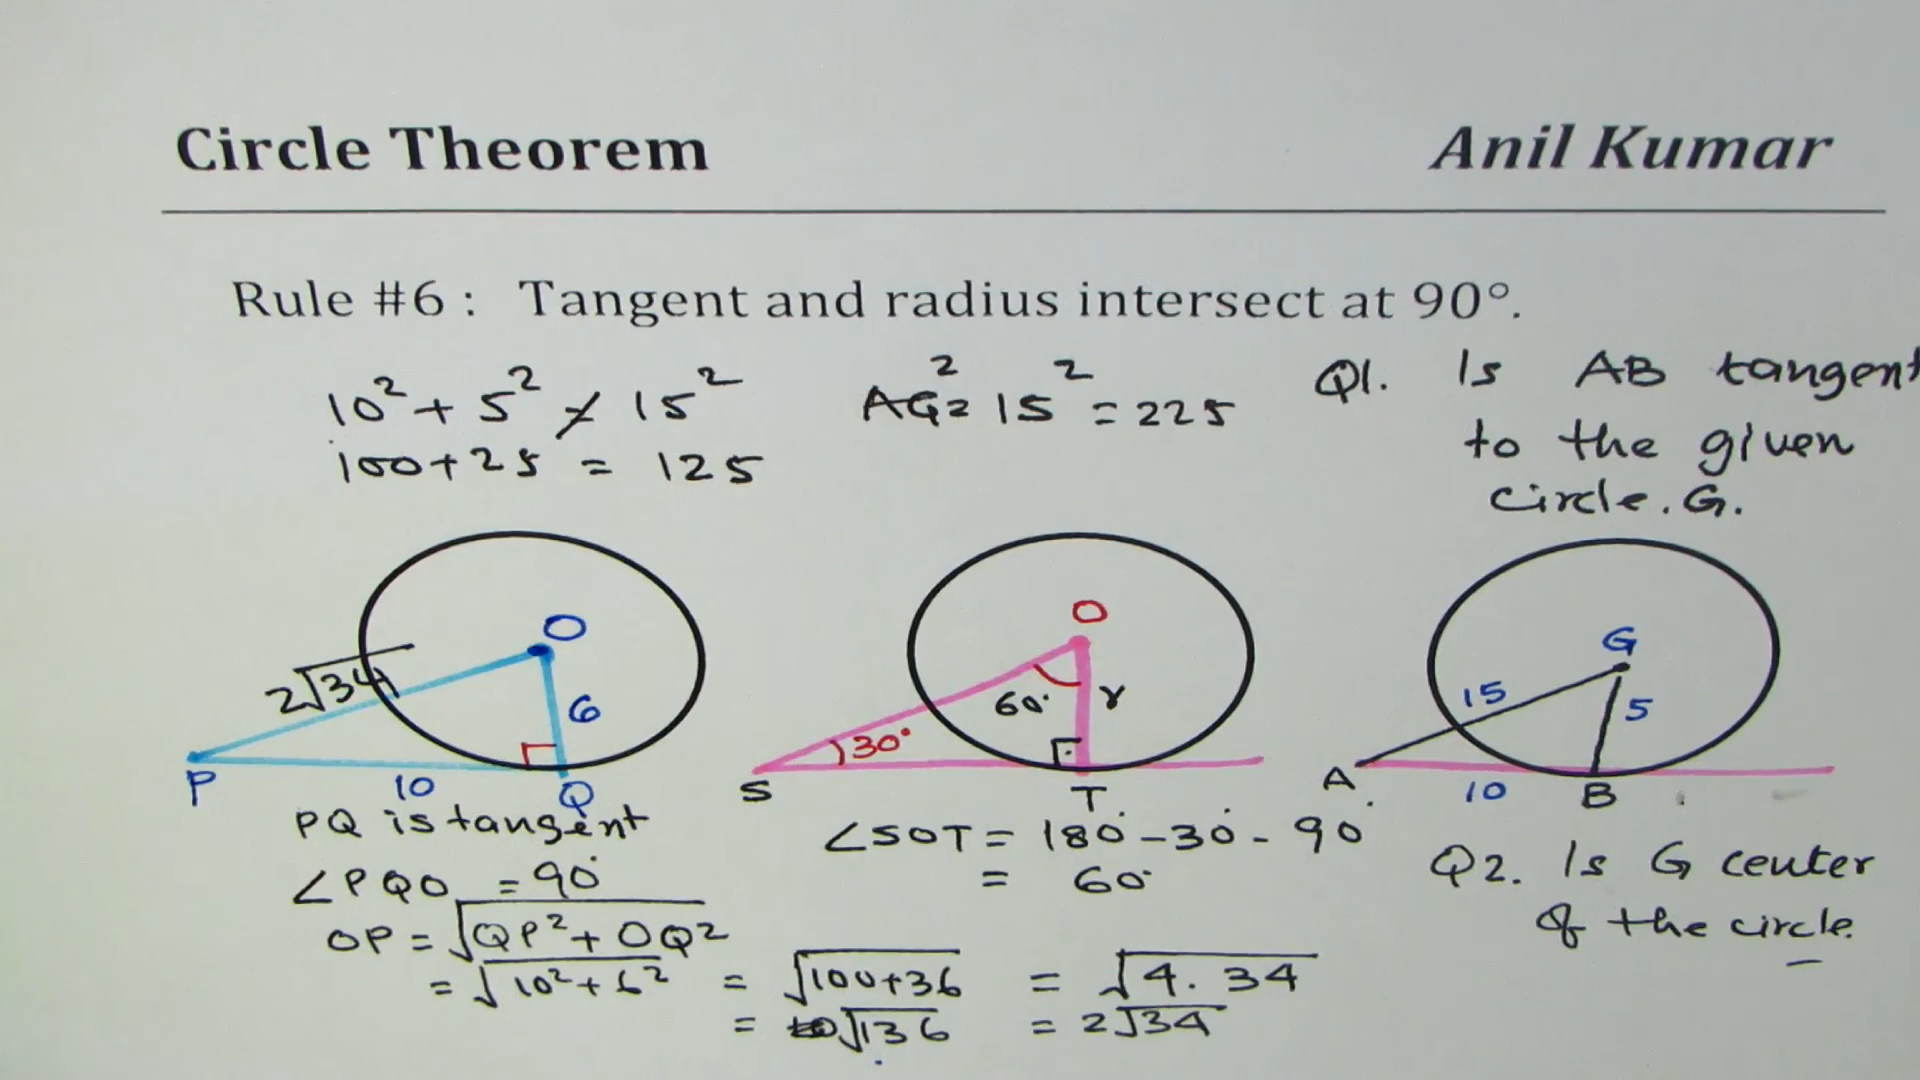 Circle Theorem Anil Kumar
Rule #6 : Tangent and radius intersect at 90°.
10² + 5² ≠ 15²
100 + 25 = 125
AG² = 15² = 225
Q1. Is AB tangent
to the given
circle. G.
O
2√34
6
P
10
Q
PQ is tangent
∠PQO = 90°
OP = √QP² + OQ²
= √10² + 6² = √100+36 = √4. 34
= √136 = 2√34
O
60°
r
30°
S
T
∠SOT = 180° - 30° - 90°
= 60°
G
15
5
A
10
B
Q2. Is G center
of the circle.